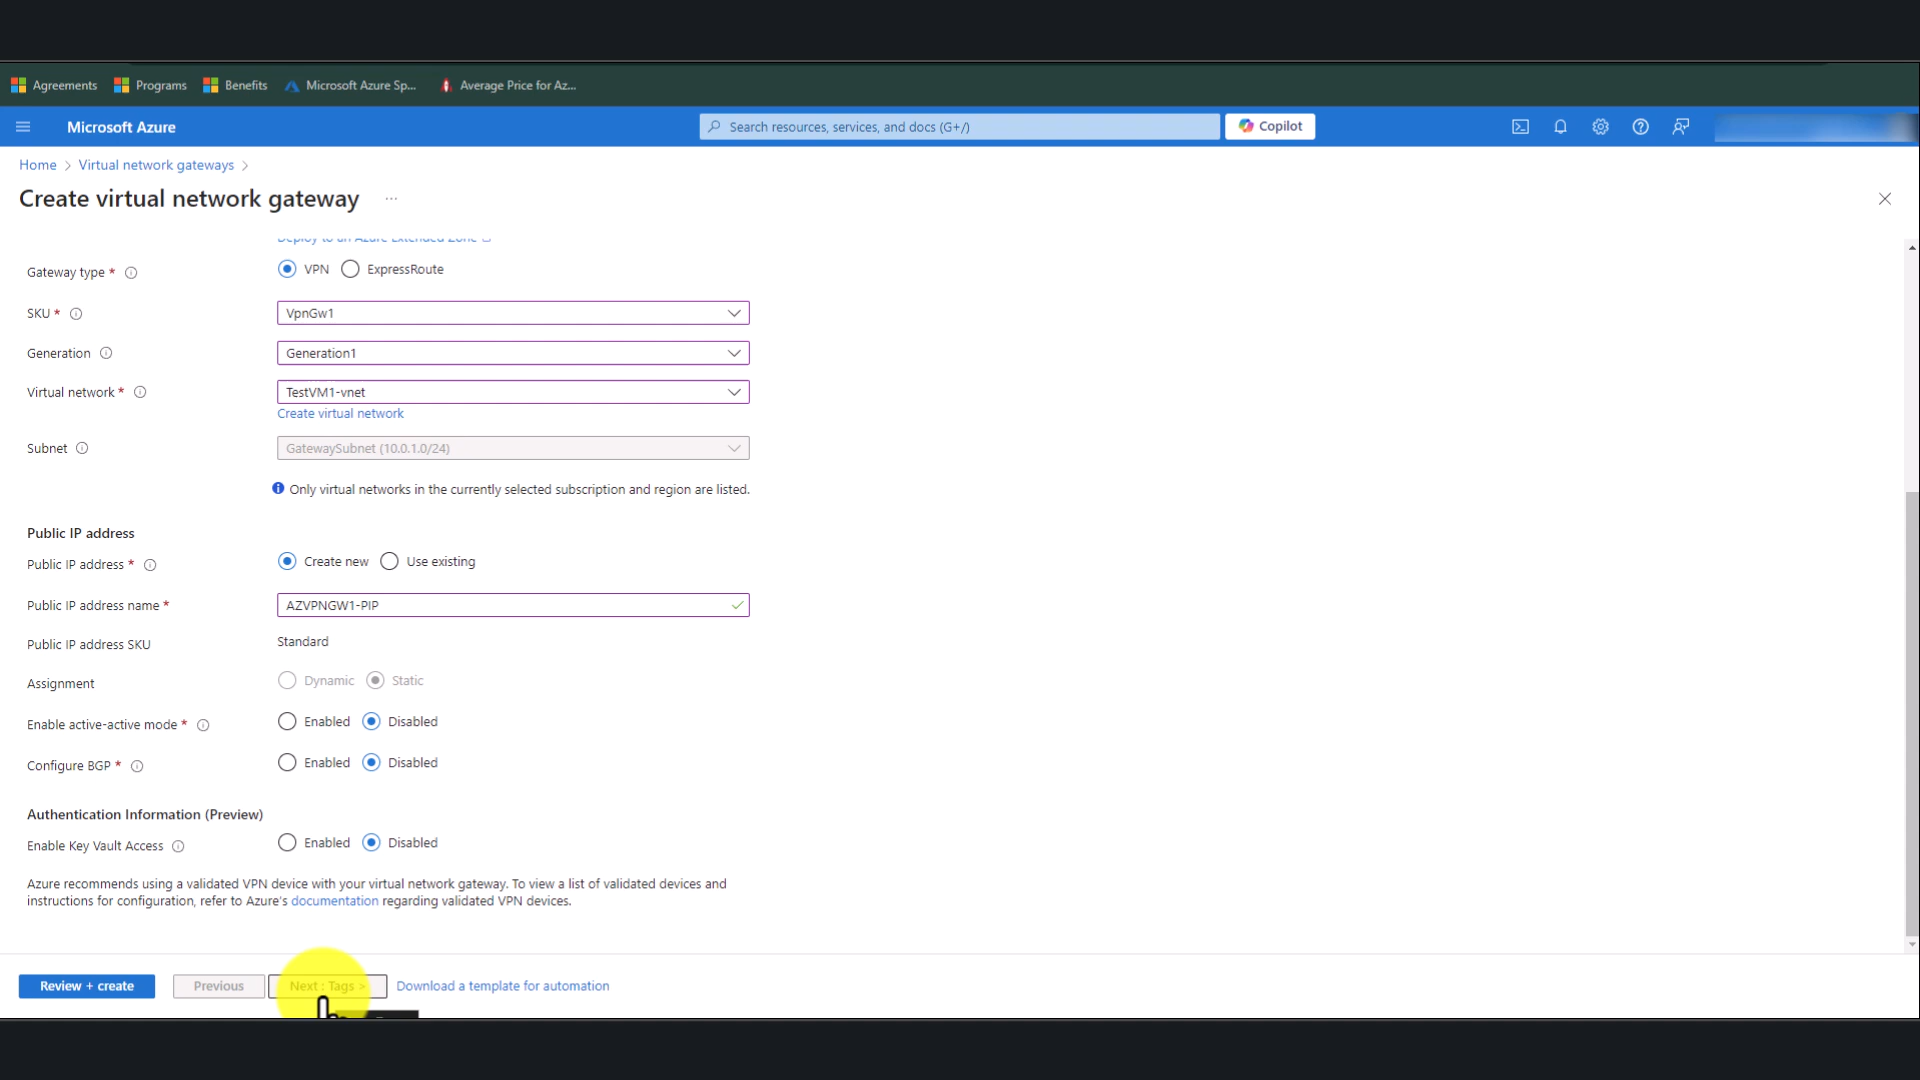 Agreements Programs Benefits Microsoft Azure Sp... Average Price for Az...
Microsoft Azure Search resources, services, and docs (G+/) Copilot
Home > Virtual network gateways >
Create virtual network gateway ...
Deploy to an Azure Extended Zone
Gateway type * VPN ExpressRoute
SKU * VpnGw1
Generation Generation1
Virtual network * TestVM1-vnet
Create virtual network
Subnet GatewaySubnet (10.0.1.0/24)
Only virtual networks in the currently selected subscription and region are listed.
Public IP address
Public IP address * Create new Use existing
Public IP address name * AZVPNGW1-PIP
Public IP address SKU Standard
Assignment Dynamic Static
Enable active-active mode * Enabled Disabled
Configure BGP * Enabled Disabled
Authentication Information (Preview)
Enable Key Vault Access Enabled Disabled
Azure recommends using a validated VPN device with your virtual network gateway. To view a list of validated devices and
instructions for configuration, refer to Azure's documentation regarding validated VPN devices.
Review + create Previous Next : Tags > Download a template for automation